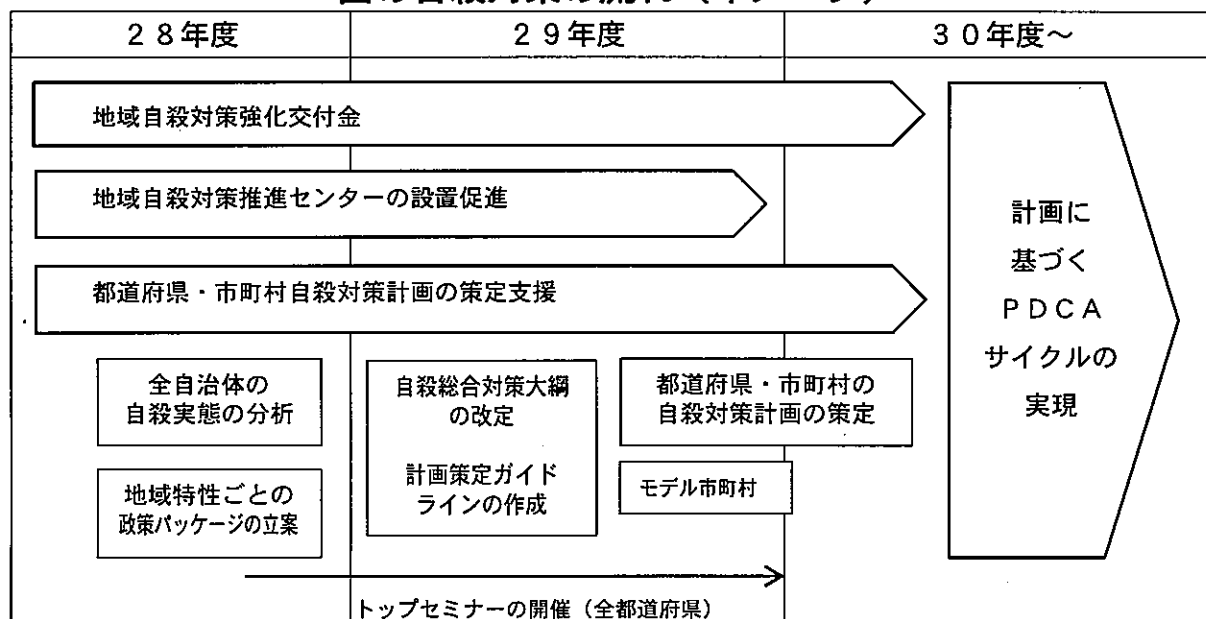 ２８年度
２９年度
３０年度～
地域自殺対策強化交付金
地域自殺対策推進センターの設置促進
都道府県・市町村自殺対策計画の策定支援
全自治体の
自殺実態の分析
地域特性ごとの
政策パッケージの立案
自殺総合対策大綱
の改定
計画策定ガイド
ラインの作成
都道府県・市町村の
自殺対策計画の策定
モデル市町村
トップセミナーの開催（全都道府県）
計画に
基づく
ＰＤＣＡ
サイクルの
実現